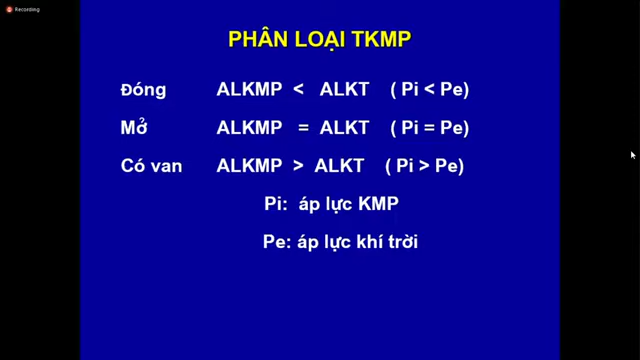 Recording
PHÂN LOẠI TKMP
Đóng ALKMP < ALKT ( Pi < Pe)
Mở ALKMP = ALKT ( Pi = Pe)
Có van ALKMP > ALKT ( Pi > Pe)
Pi: áp lực KMP
Pe: áp lực khí trời